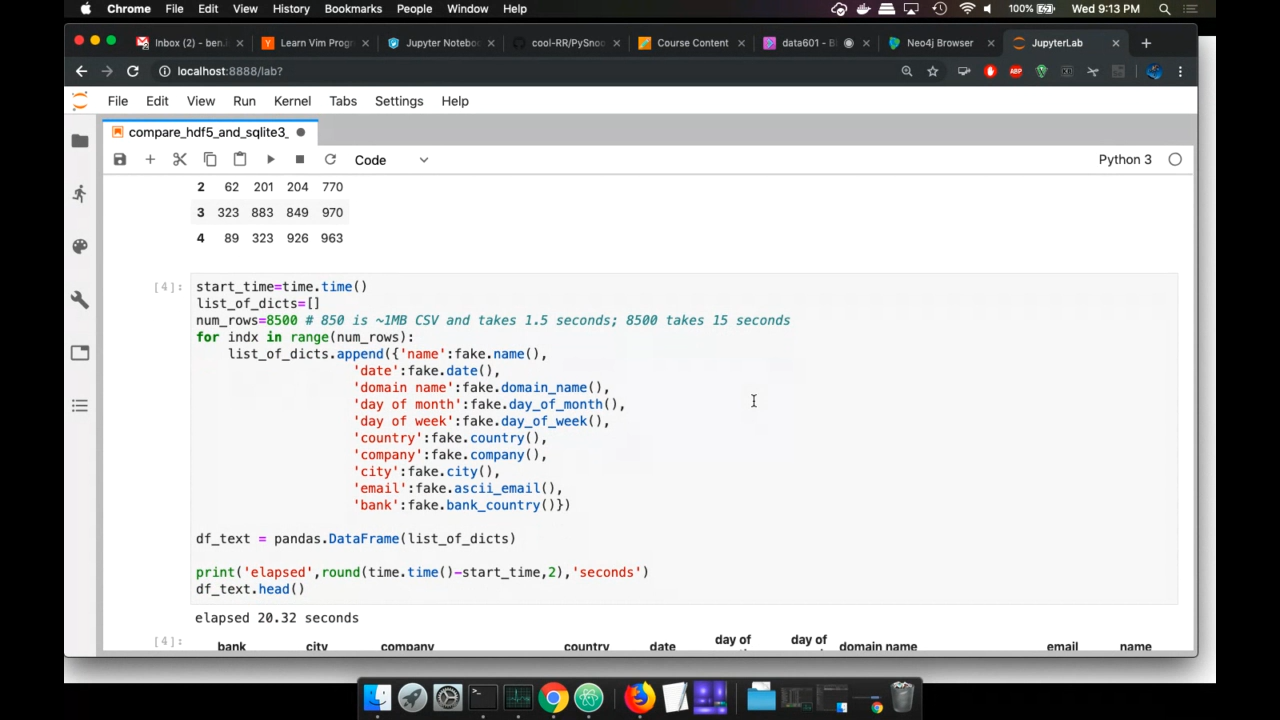 Chrome File Edit View History Bookmarks People Window Help 100% Wed 9:13 PM
Inbox (2) - ben.i Learn Vim Prog Jupyter Noteboo cool-RR/PySnoo Course Content data601 - B Neo4j Browser JupyterLab
localhost:8888/lab?
ABP
File Edit View Run Kernel Tabs Settings Help
compare_hdf5_and_sqlite3_
Code Python 3
2 62 201 204 770
3 323 883 849 970
4 89 323 926 963
[4]: start_time=time.time()
list_of_dicts=[]
num_rows=8500 # 850 is ~1MB CSV and takes 1.5 seconds; 8500 takes 15 seconds
for indx in range(num_rows):
list_of_dicts.append({'name':fake.name(),
'date':fake.date(),
'domain name':fake.domain_name(),
'day of month':fake.day_of_month(),
'day of week':fake.day_of_week(),
'country':fake.country(),
'company':fake.company(),
'city':fake.city(),
'email':fake.ascii_email(),
'bank':fake.bank_country()})
df_text = pandas.DataFrame(list_of_dicts)
print('elapsed',round(time.time()-start_time,2),'seconds')
df_text.head()
elapsed 20.32 seconds
[4]: bank city company country date day of day of domain name email name